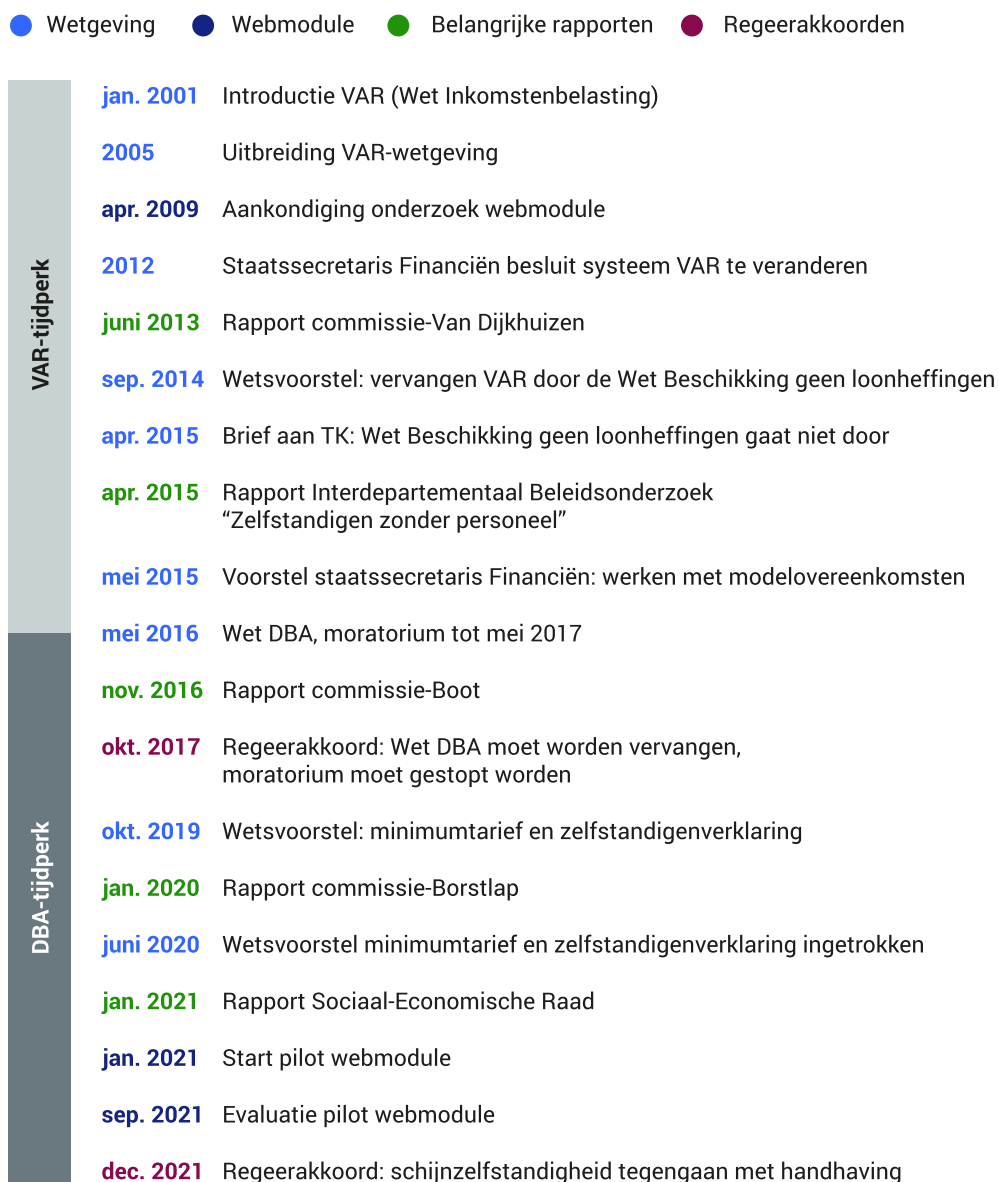 Wetgeving Webmodule Belangrijke rapporten Regeerakkoorden
VAR-tijdperk
jan. 2001 Introductie VAR (Wet Inkomstenbelasting)
2005 Uitbreiding VAR-wetgeving
apr. 2009 Aankondiging onderzoek webmodule
2012 Staatssecretaris Financiën besluit systeem VAR te veranderen
juni 2013 Rapport commissie-Van Dijkhuizen
sep. 2014 Wetsvoorstel: vervangen VAR door de Wet Beschikking geen loonheffingen
apr. 2015 Brief aan TK: Wet Beschikking geen loonheffingen gaat niet door
apr. 2015 Rapport Interdepartementaal Beleidsonderzoek
“Zelfstandigen zonder personeel”
mei 2015 Voorstel staatssecretaris Financiën: werken met modelovereenkomsten
DBA-tijdperk
mei 2016 Wet DBA, moratorium tot mei 2017
nov. 2016 Rapport commissie-Boot
okt. 2017 Regeerakkoord: Wet DBA moet worden vervangen,
moratorium moet gestopt worden
okt. 2019 Wetsvoorstel: minimumtarief en zelfstandigenverklaring
jan. 2020 Rapport commissie-Borstlap
juni 2020 Wetsvoorstel minimumtarief en zelfstandigenverklaring ingetrokken
jan. 2021 Rapport Sociaal-Economische Raad
jan. 2021 Start pilot webmodule
sep. 2021 Evaluatie pilot webmodule
dec. 2021 Regeerakkoord: schijnzelfstandigheid tegengaan met handhaving